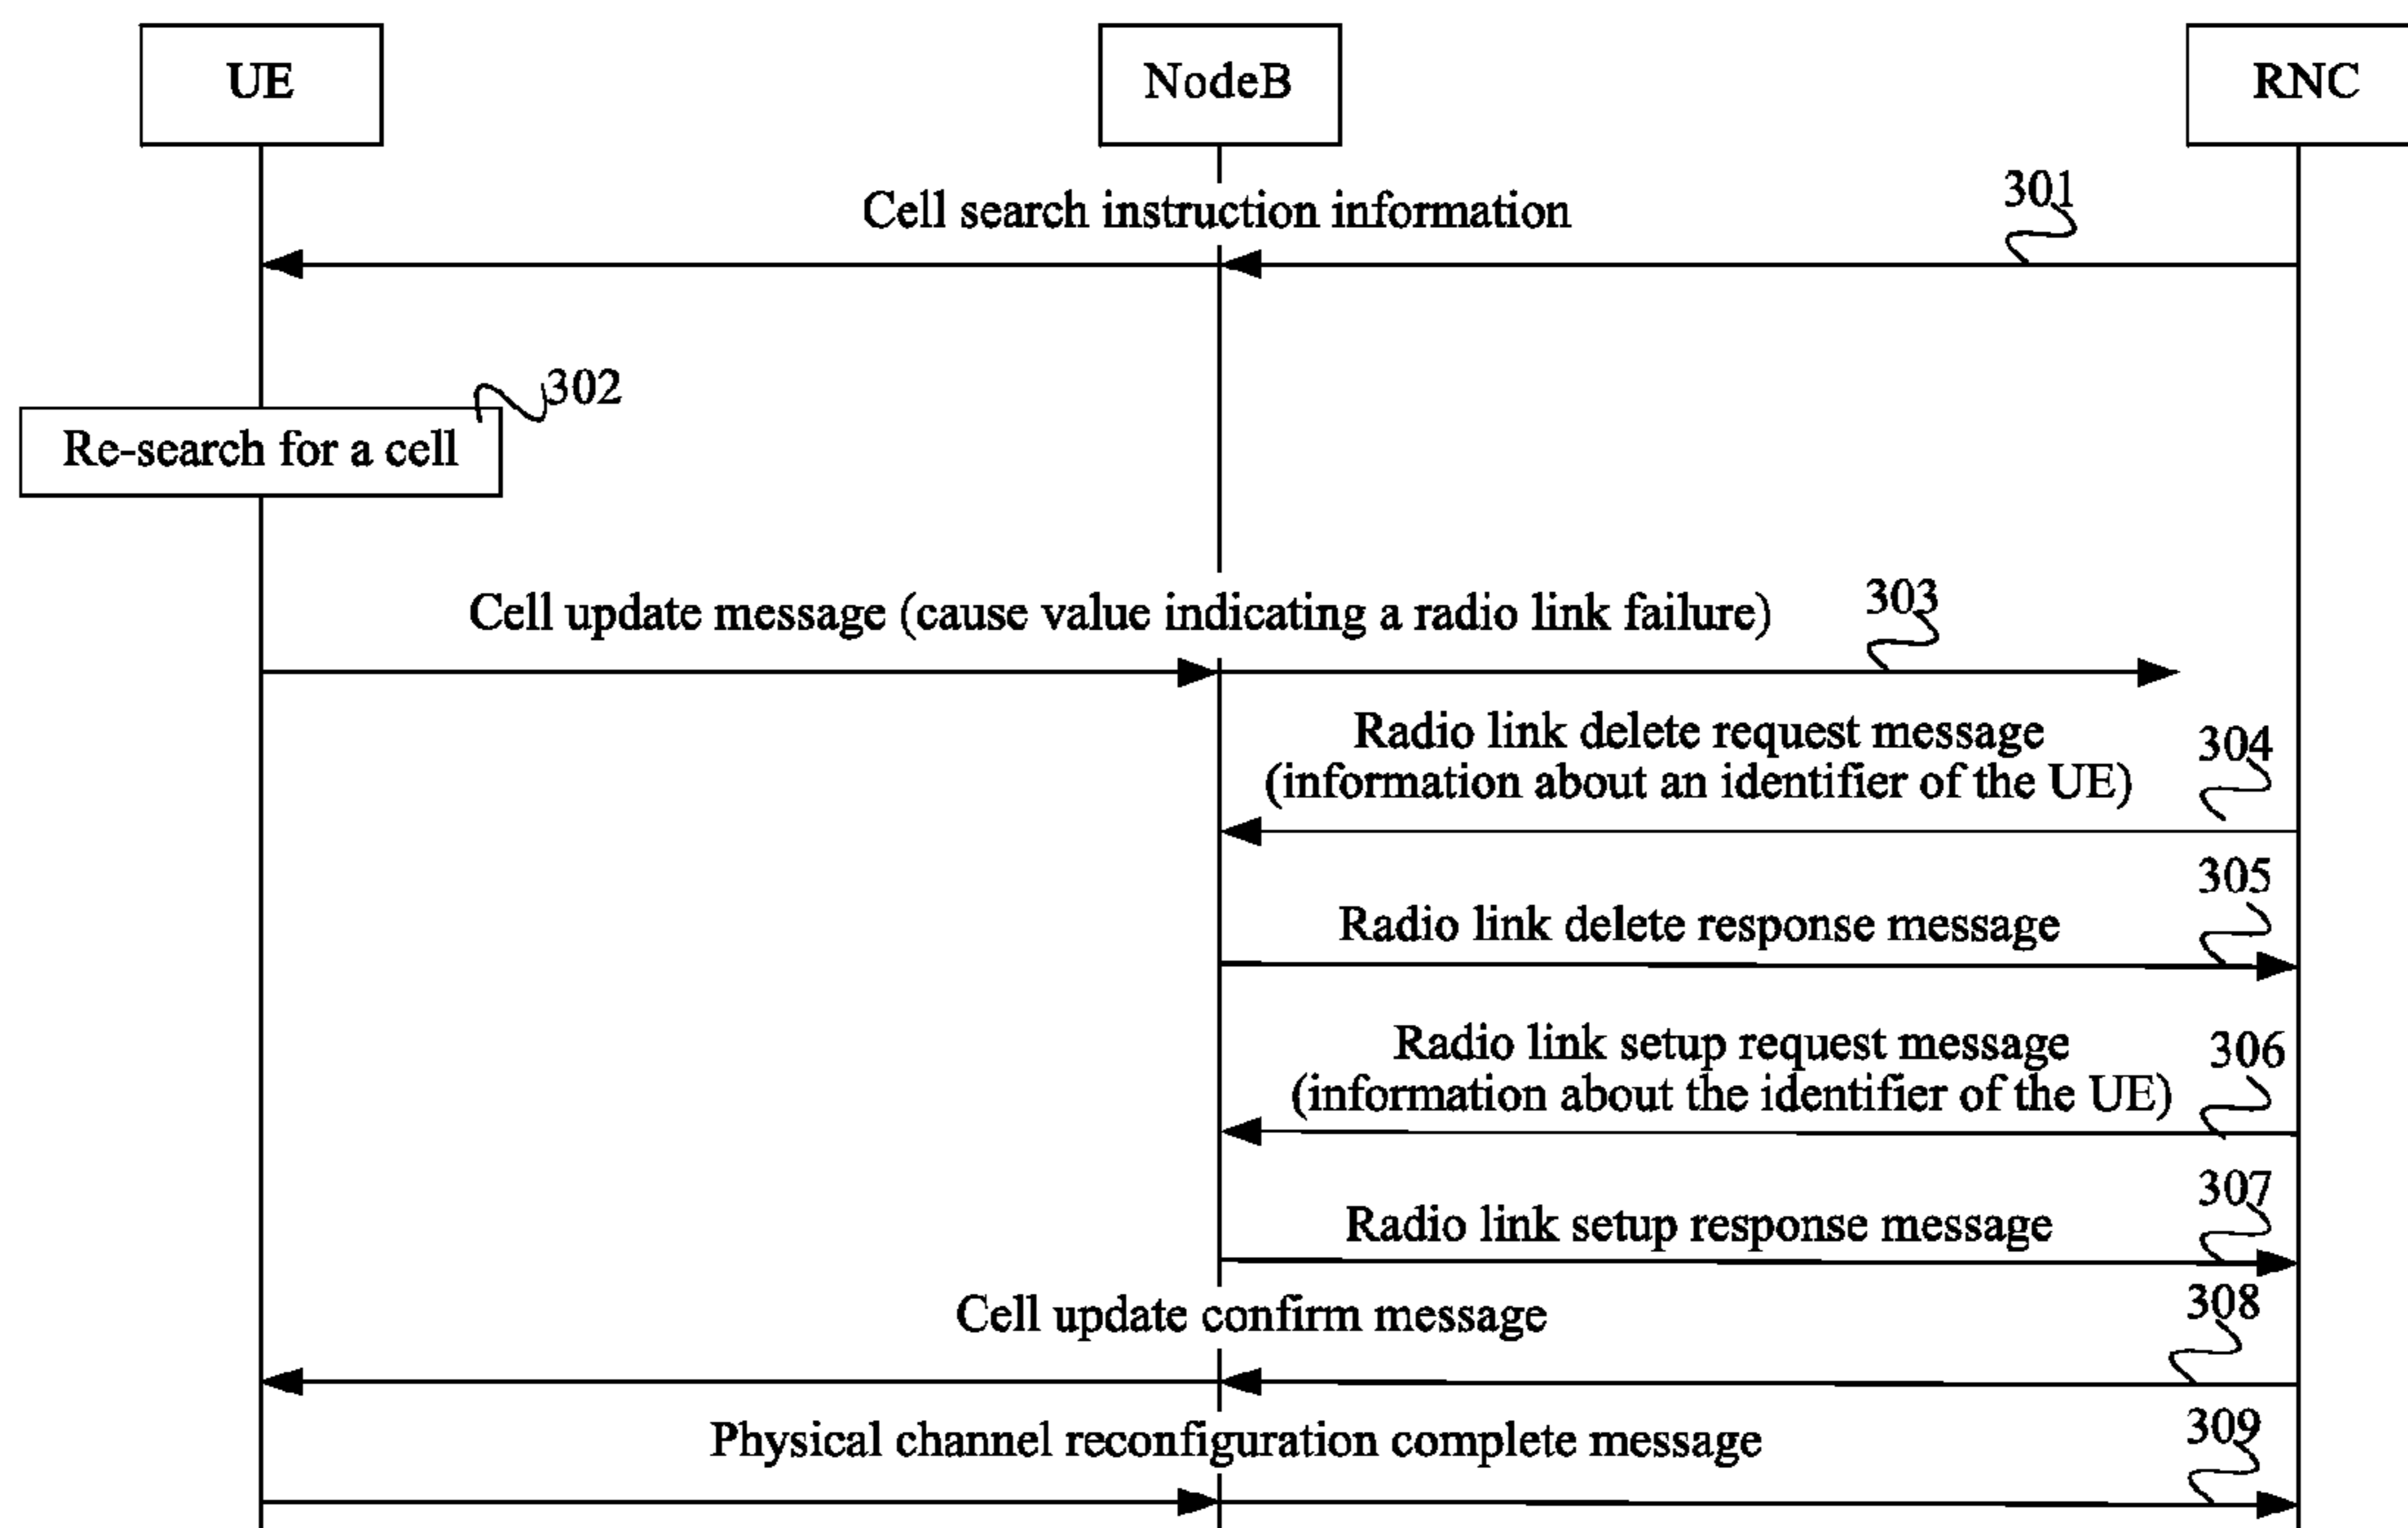 UE
NodeB
RNC
Cell search instruction information
301
302
Re-search for a cell
Cell update message (cause value indicating a radio link failure)
303
Radio link delete request message
(information about an identifier of the UE)
304
305
Radio link delete response message
Radio link setup request message
(information about the identifier of the UE)
306
307
Radio link setup response message
308
Cell update confirm message
309
Physical channel reconfiguration complete message